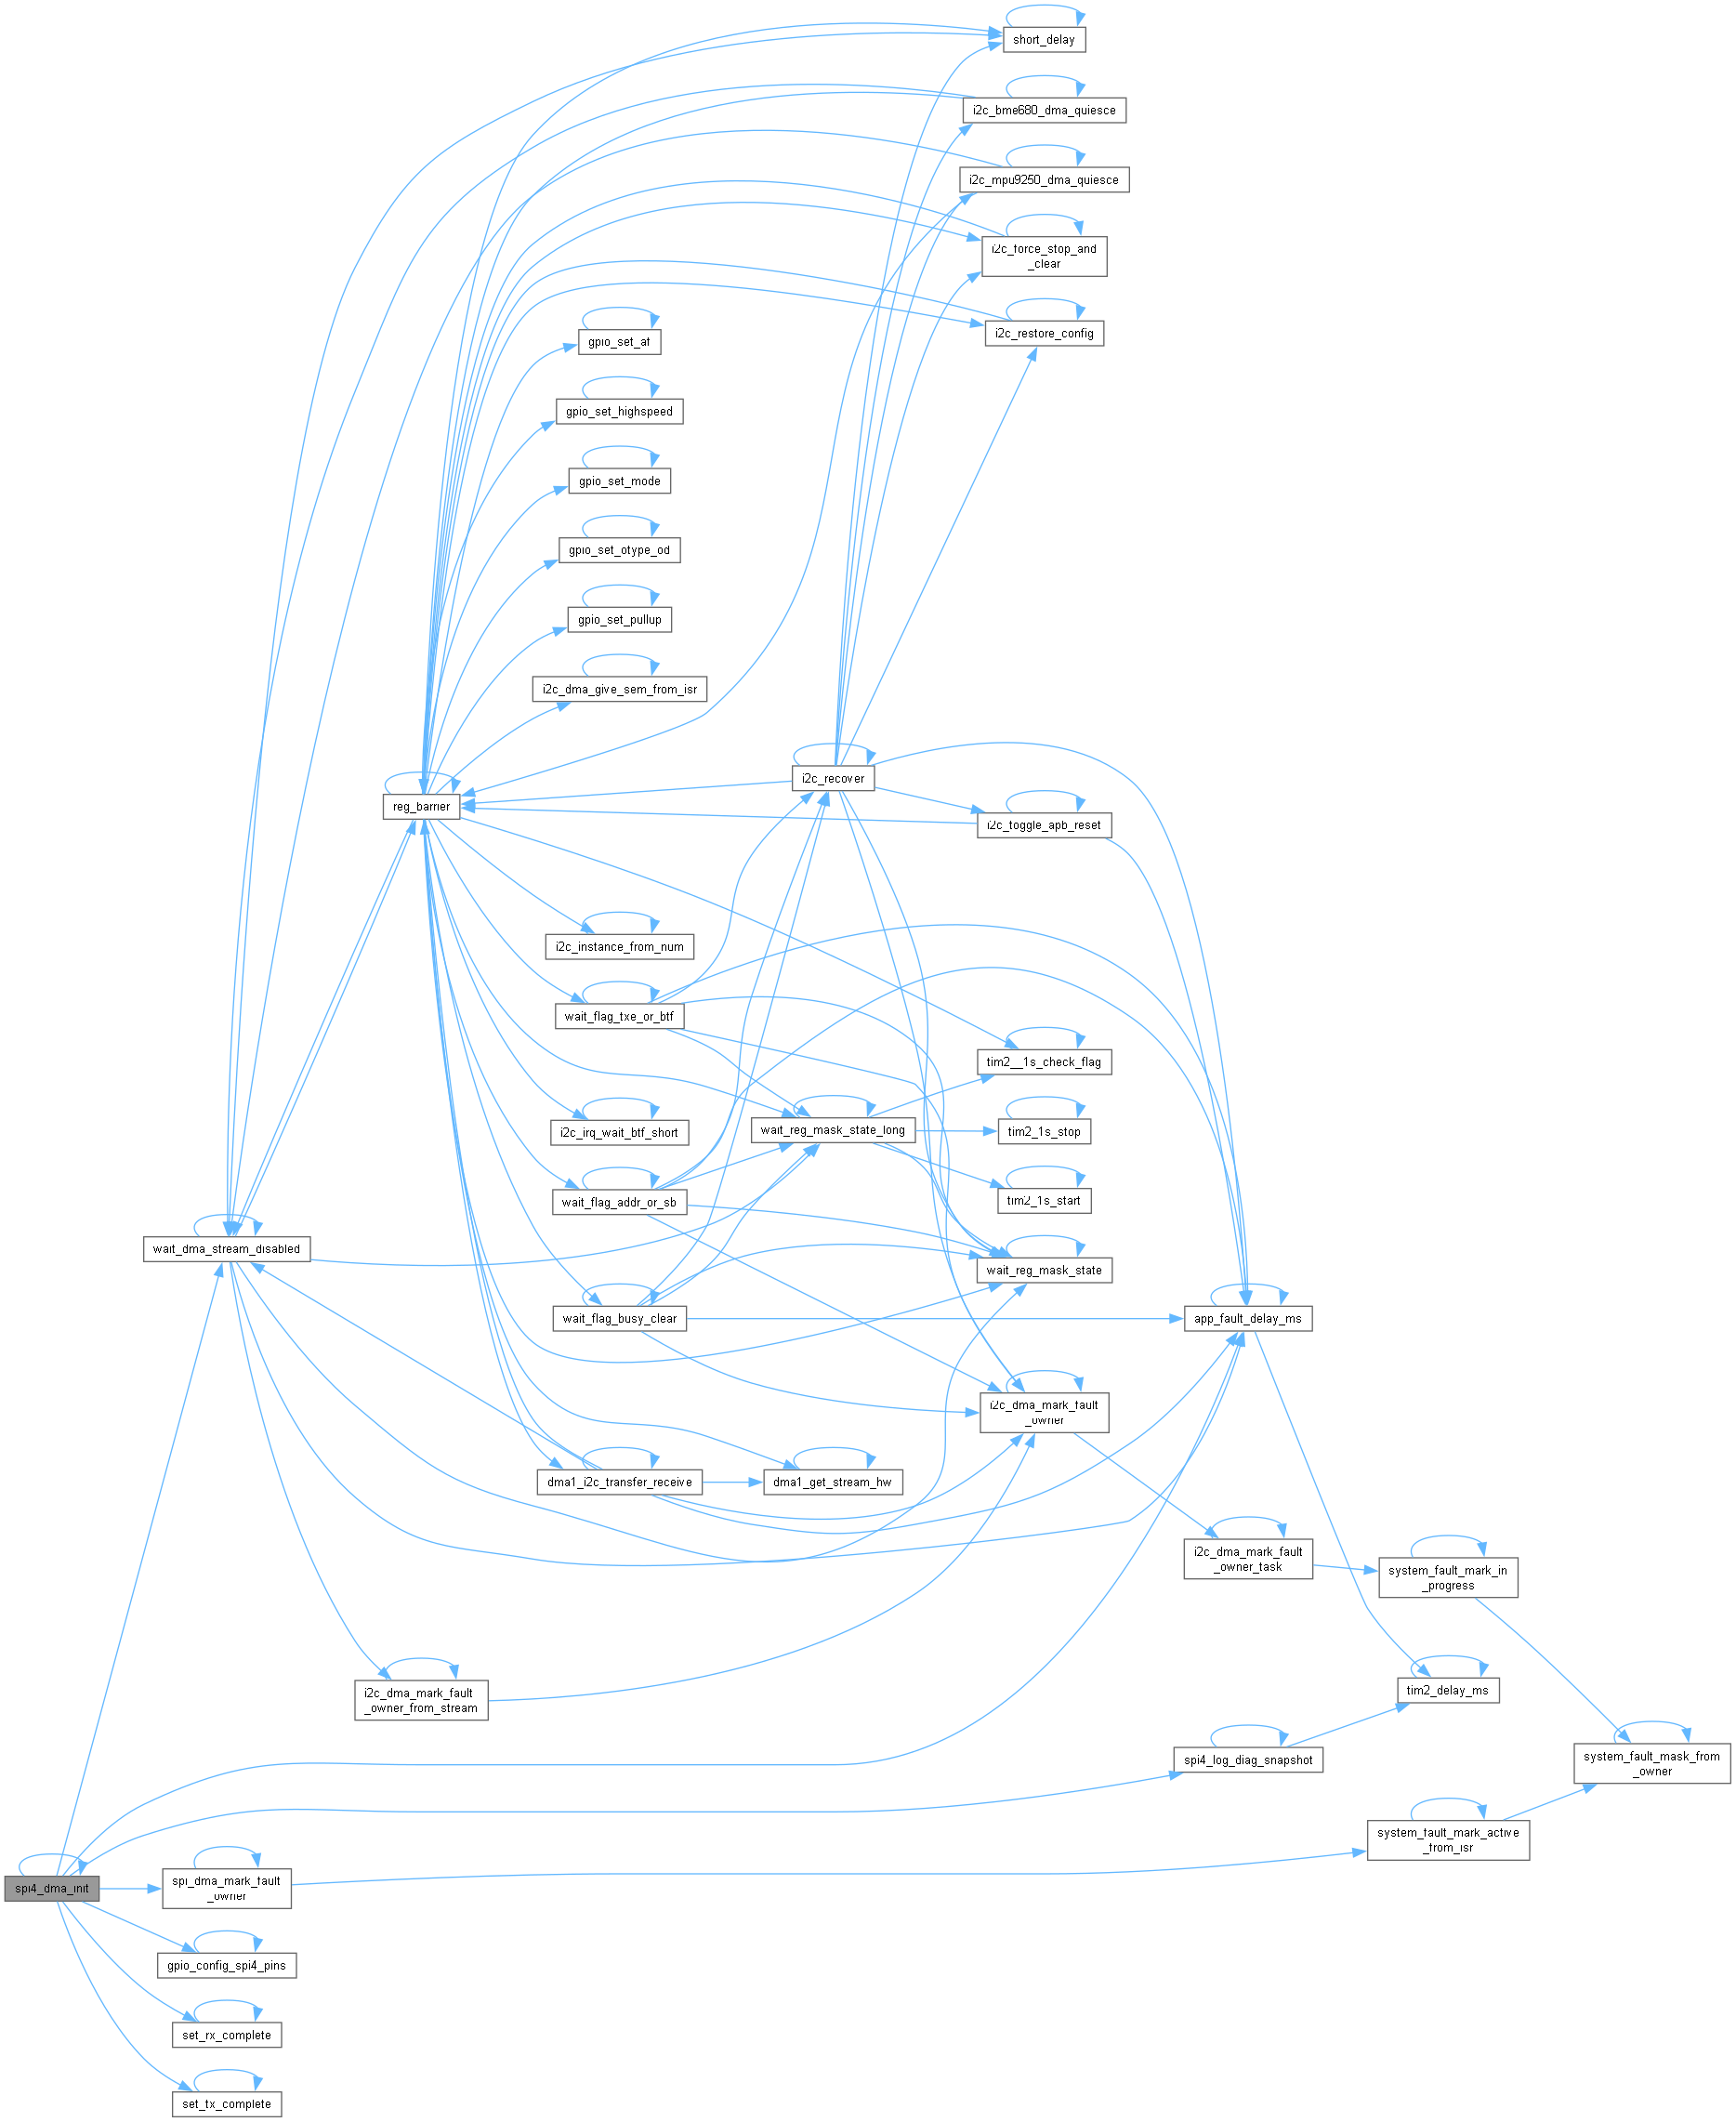 short_delay
i2c_bme680_dma_quiesce
i2c_mpu9250_dma_quiesce
i2c_force_stop_and
_clear
i2c_restore_config
gpio_set_af
gpio_set_highspeed
gpio_set_mode
gpio_set_otype_od
gpio_set_pullup
i2c_dma_give_sem_from_isr
i2c_recover
reg_barrier
i2c_toggle_apb_reset
i2c_instance_from_num
wait_flag_txe_or_btf
tim2__1s_check_flag
i2c_irq_wait_btf_short
wait_reg_mask_state_long
tim2_1s_stop
wait_flag_addr_or_sb
tim2_1s_start
wait_dma_stream_disabled
wait_reg_mask_state
wait_flag_busy_clear
app_fault_delay_ms
i2c_dma_mark_fault
_owner
dma1_i2c_transfer_receive
dma1_get_stream_hw
i2c_dma_mark_fault
_owner_task
system_fault_mark_in
_progress
i2c_dma_mark_fault
_owner_from_stream
tim2_delay_ms
spi4_log_diag_snapshot
system_fault_mask_from
_owner
system_fault_mark_active
_from_isr
spi4_dma_init
spi_dma_mark_fault
_owner
gpio_config_spi4_pins
set_rx_complete
set_tx_complete